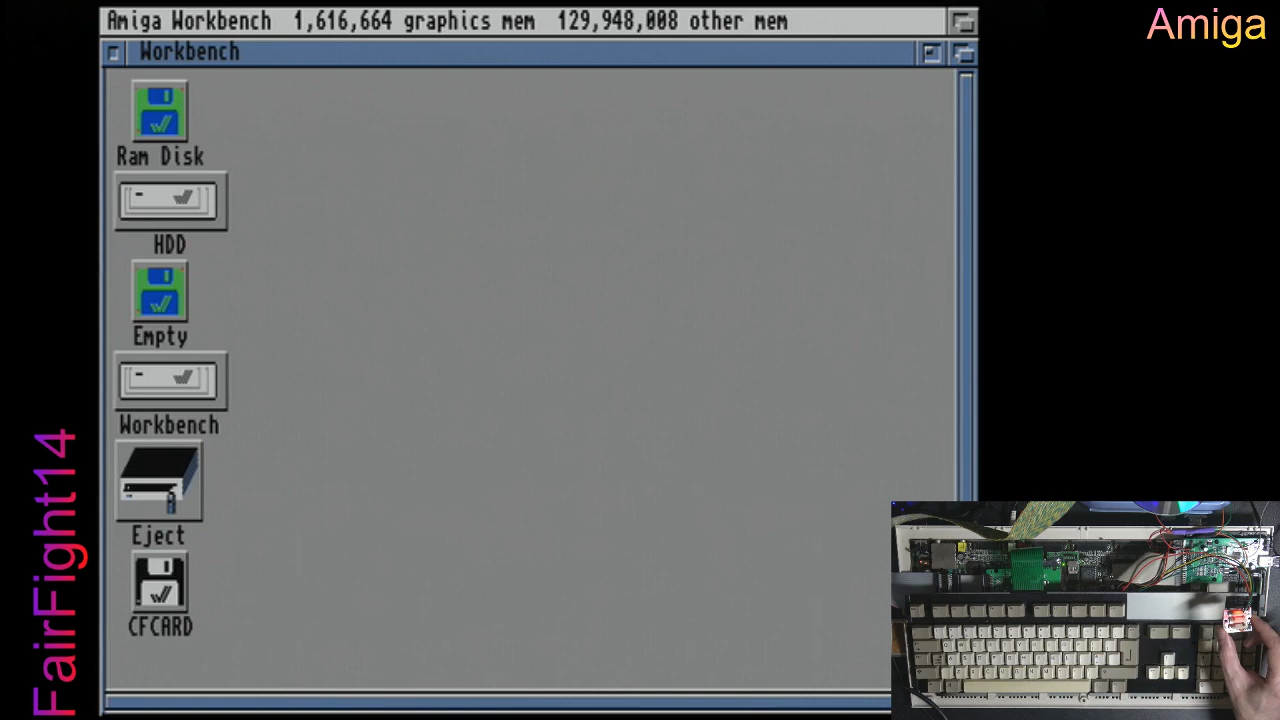 Amiga Workbench 1,616,664 graphics mem 129,948,008 other mem
Amiga
Workbench
Ram Disk
HDD
Empty
Workbench
Eject
CFCARD
FairFight14